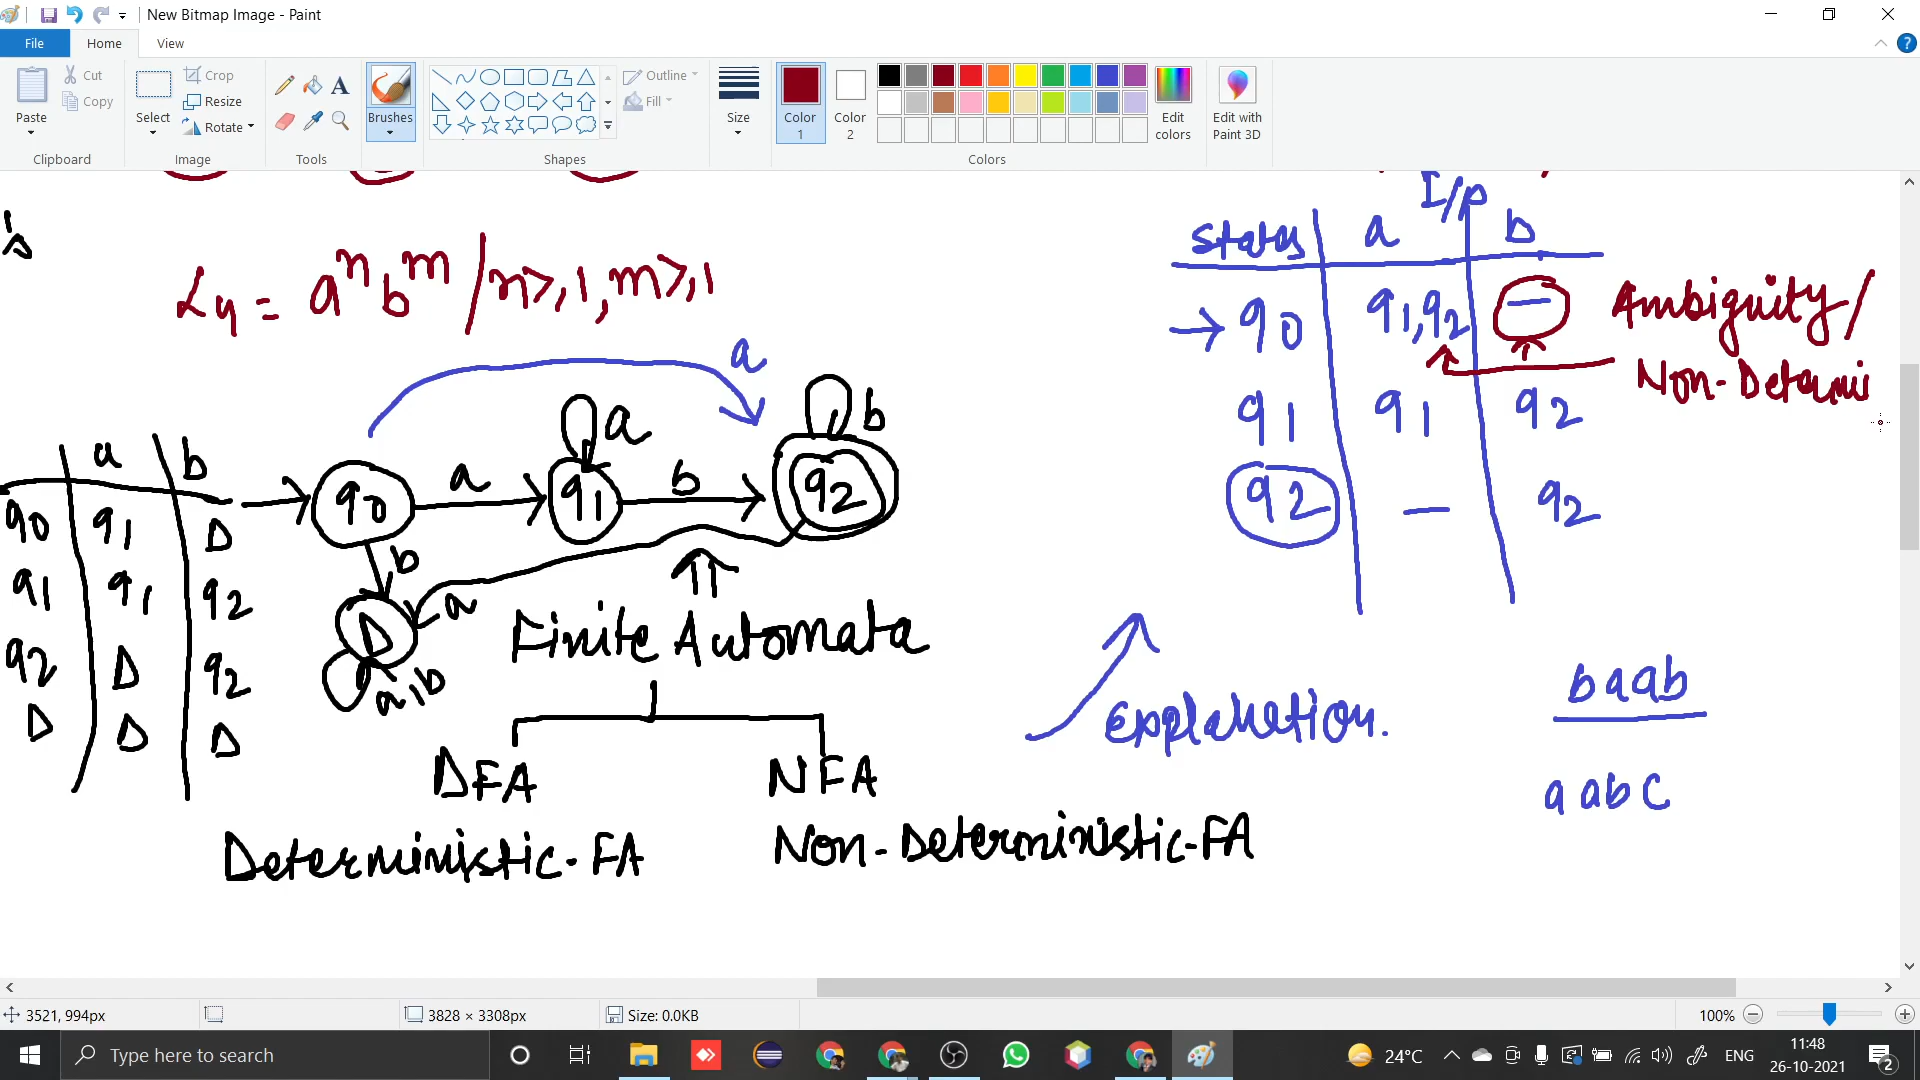 New Bitmap Image - Paint
File Home View
Cut
Copy
Paste
Clipboard
Crop
Resize
Rotate
Select
Image
Tools
Brushes
Outline
Fill
Shapes
Size
Color 1
Color 2
Colors
Edit colors
Edit with Paint 3D
's
L4 = a^n b^m / n>,1, m>,1
I/p
States a b
→ q0 q1,q2 —
q1 q1 q2
q2 — q2
Ambiguity/
Non-Determi
a b
q0 q1 D
q1 q1 q2
q2 D q2
D D D
a
a b
q0 a q1 b q2
b
D a
a,b
Finite Automata
DFA NFA
Deterministic-FA Non-Deterministic-FA
Explanetion.
baab
aabc
3521, 994px
3828 × 3308px
Size: 0.0KB
100%
Type here to search
24°C
ENG
11:48
26-10-2021
2